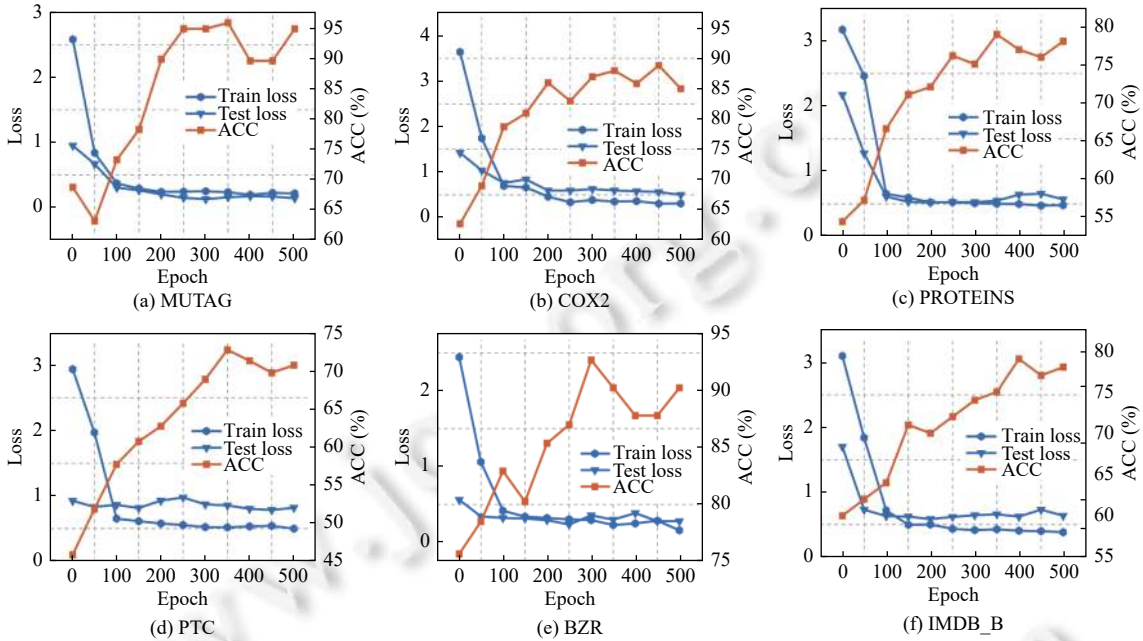 3
2
1
0
-1
Loss
Train loss
Test loss
ACC
95
90
85
80
75
70
65
60
ACC (%)
0 100 200 300 400 500
Epoch
(a) MUTAG
4
3
2
1
0
Loss
Train loss
Test loss
ACC
95
90
85
80
75
70
65
60
ACC (%)
0 100 200 300 400 500
Epoch
(b) COX2
3
2
1
0
Loss
Train loss
Test loss
ACC
80
75
70
65
60
55
ACC (%)
0 100 200 300 400 500
Epoch
(c) PROTEINS
3
2
1
0
Loss
Train loss
Test loss
ACC
75
70
65
60
55
50
45
ACC (%)
0 100 200 300 400 500
Epoch
(d) PTC
2
1
0
Loss
Train loss
Test loss
ACC
95
90
85
80
75
ACC (%)
0 100 200 300 400 500
Epoch
(e) BZR
3
2
1
0
Loss
Train loss
Test loss
ACC
80
75
70
65
60
55
ACC (%)
0 100 200 300 400 500
Epoch
(f) IMDB_B